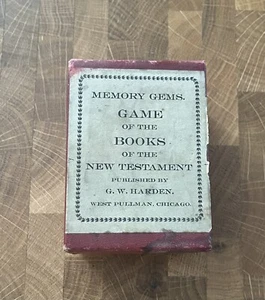 MEMORY GEMS.
GAME
OF THE
BOOKS
OF THE
NEW TESTAMENT
PUBLISHED BY
G. W. HARDEN,
WEST PULLMAN, CHICAGO.